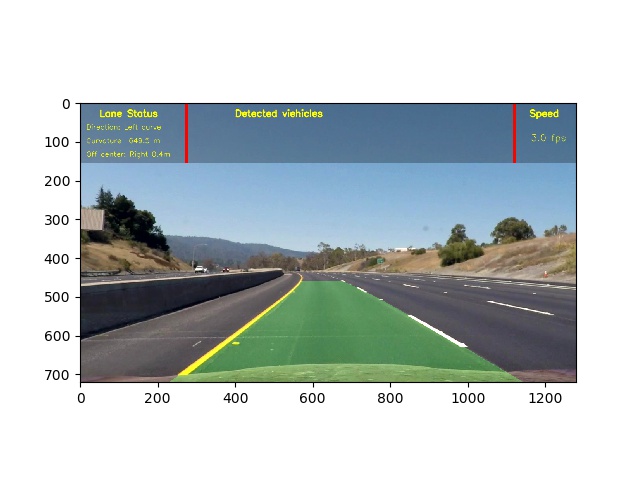 Lane Status
Detected viehicles
Speed
Direction: Left curve
Curvature: 648.5 m
Off center: Right 0.4m
3.0 fps
0
100
200
300
400
500
600
700
0
200
400
600
800
1000
1200